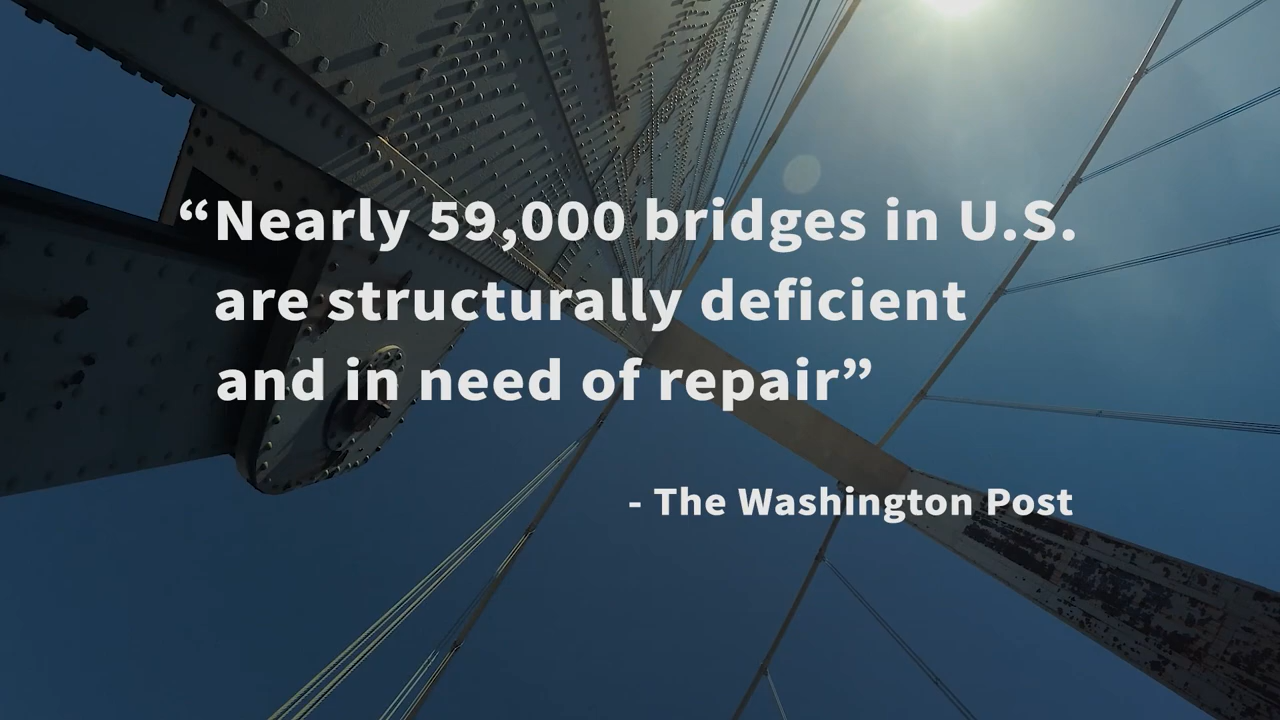 “Nearly 59,000 bridges in U.S.
are structurally deficient
and in need of repair”
- The Washington Post